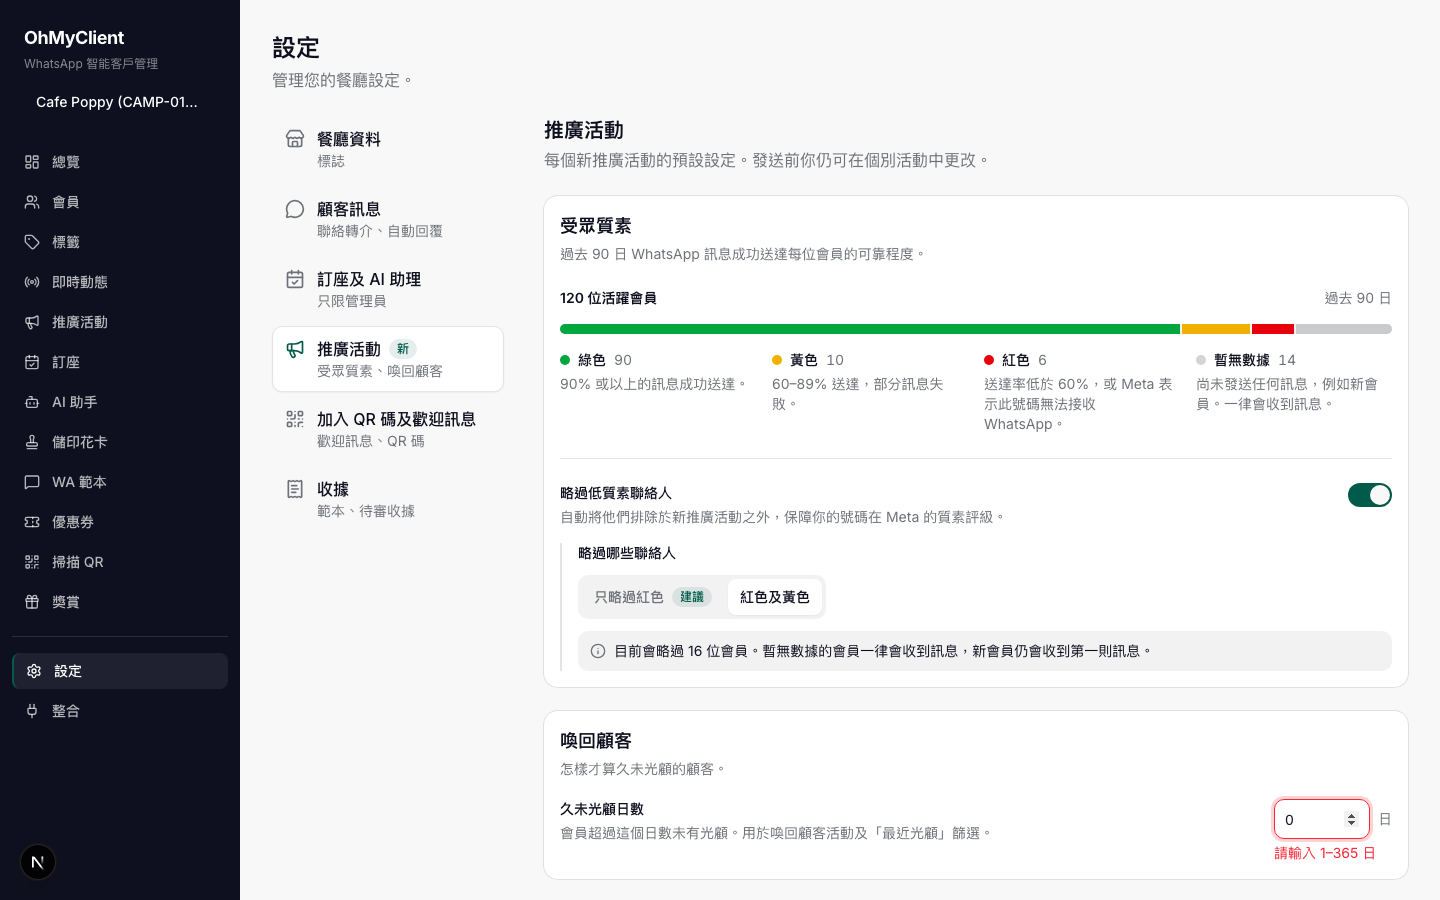 OhMyClient
WhatsApp 智能客戶管理
Cafe Poppy (CAMP-01...
總覽
會員
標籤
即時動態
推廣活動
訂座
AI 助手
儲印花卡
WA 範本
優惠券
掃描 QR
獎賞
設定
整合
N
設定
管理您的餐廳設定。
餐廳資料
標誌
顧客訊息
聯絡轉介、自動回覆
訂座及 AI 助理
只限管理員
推廣活動 新
受眾質素、喚回顧客
加入 QR 碼及歡迎訊息
歡迎訊息、QR 碼
收據
範本、待審收據
推廣活動
每個新推廣活動的預設設定。發送前你仍可在個別活動中更改。
受眾質素
過去 90 日 WhatsApp 訊息成功送達每位會員的可靠程度。
120 位活躍會員 過去 90 日
綠色 90
90% 或以上的訊息成功送達。
黃色 10
60–89% 送達，部分訊息失
敗。
紅色 6
送達率低於 60%，或 Meta 表
示此號碼無法接收
WhatsApp。
暫無數據 14
尚未發送任何訊息，例如新會
員。一律會收到訊息。
略過低質素聯絡人
自動將他們排除於新推廣活動之外，保障你的號碼在 Meta 的質素評級。
略過哪些聯絡人
只略過紅色 建議 紅色及黃色
目前會略過 16 位會員。暫無數據的會員一律會收到訊息，新會員仍會收到第一則訊息。
喚回顧客
怎樣才算久未光顧的顧客。
久未光顧日數
會員超過這個日數未有光顧。用於喚回顧客活動及「最近光顧」篩選。
0 日
請輸入 1–365 日